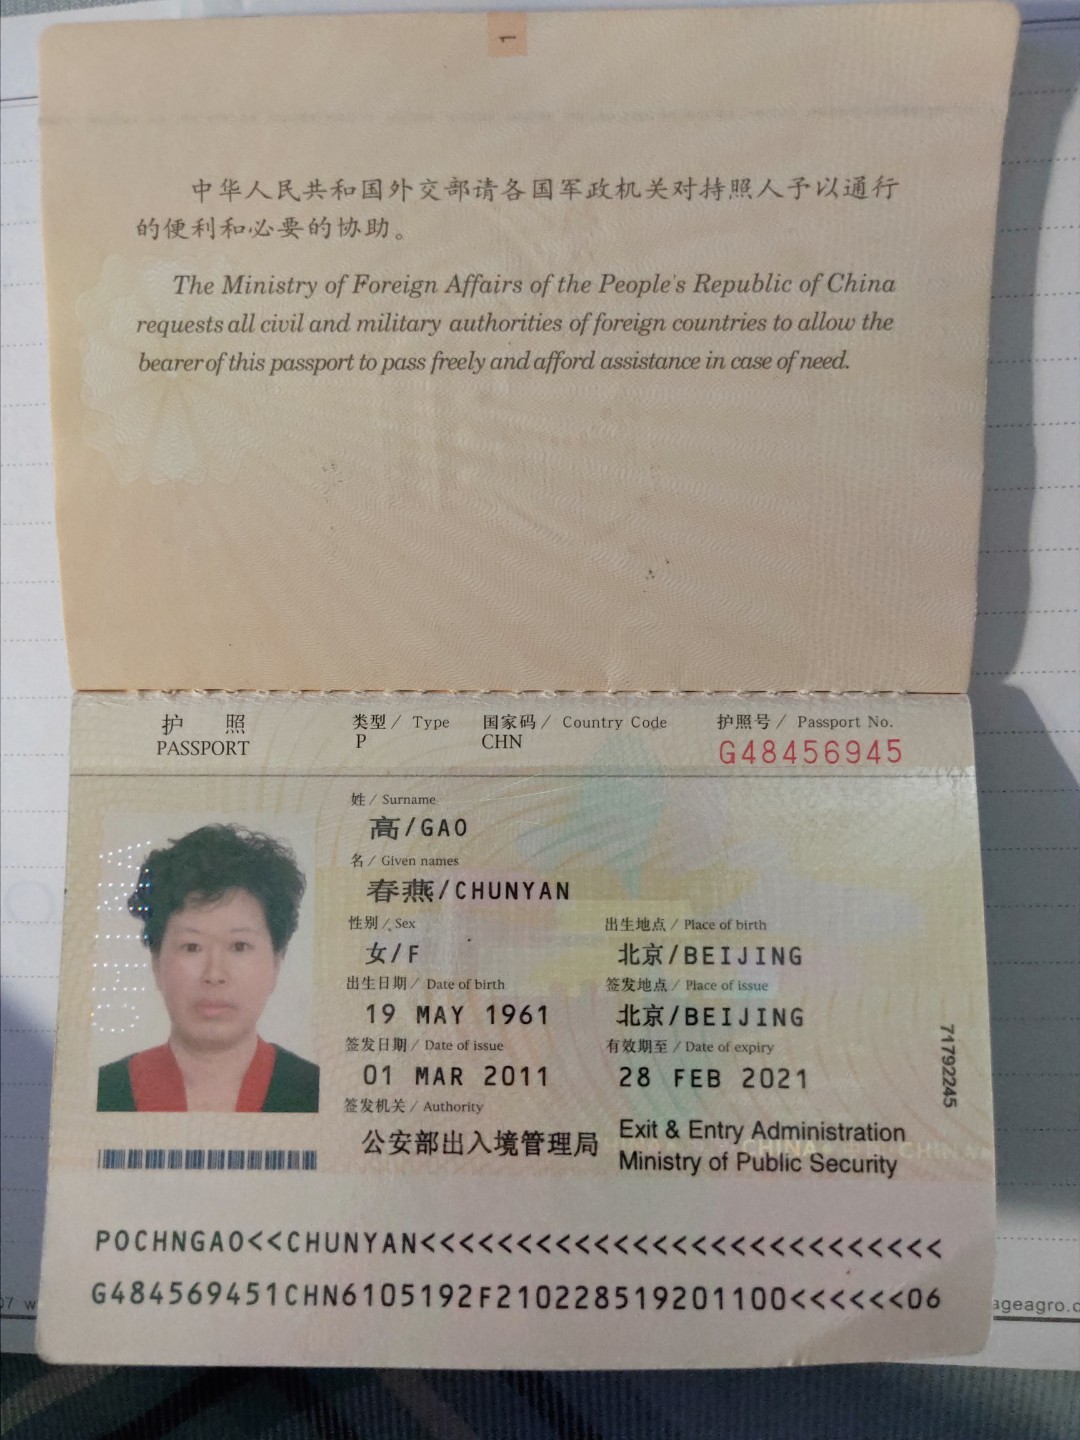 1
中华人民共和国外交部请各国军政机关对持照人予以通行
的便利和必要的协助。
The Ministry of Foreign Affairs of the People's Republic of China
requests all civil and military authorities of foreign countries to allow the
bearer of this passport to pass freely and afford assistance in case of need.
护 照
PASSPORT
类型 / Type
P
国家码 / Country Code
CHN
护照号 / Passport No.
G48456945
姓 / Surname
高/GAO
名 / Given names
春燕/CHUNYAN
性别 / Sex
女/F
出生地点 / Place of birth
北京/BEIJING
出生日期 / Date of birth
19 MAY 1961
签发地点 / Place of issue
北京/BEIJING
签发日期 / Date of issue
01 MAR 2011
有效期至 / Date of expiry
28 FEB 2021
签发机关 / Authority
公安部出入境管理局
Exit & Entry Administration
Ministry of Public Security
71792245
CHINA
POCHNGAO<<CHUNYAN<<<<<<<<<<<<<<<<<<<<<<<<<<<
G484569451CHN6105192F210228519201100<<<<<<06
ageagro.c